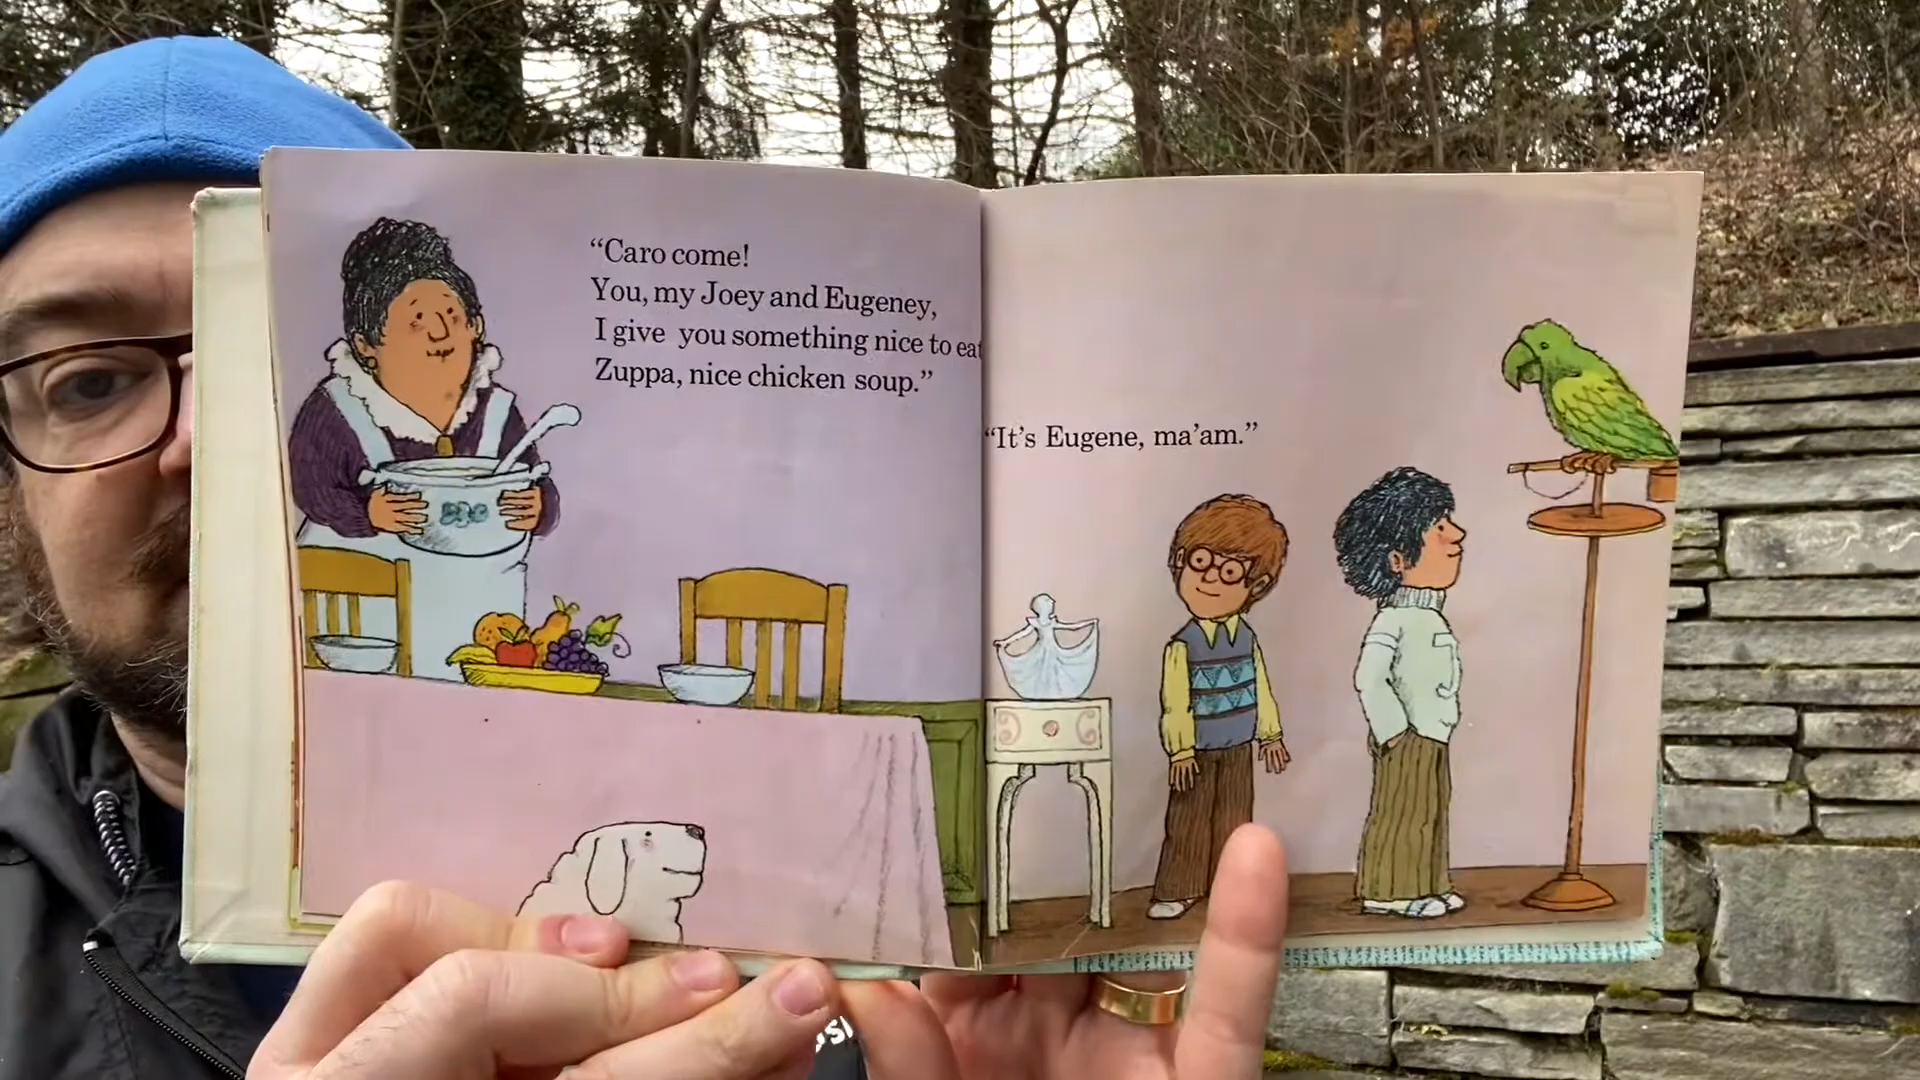 “Caro come!
You, my Joey and Eugeney,
I give you something nice to eat
Zuppa, nice chicken soup.”
“It’s Eugene, ma’am.”